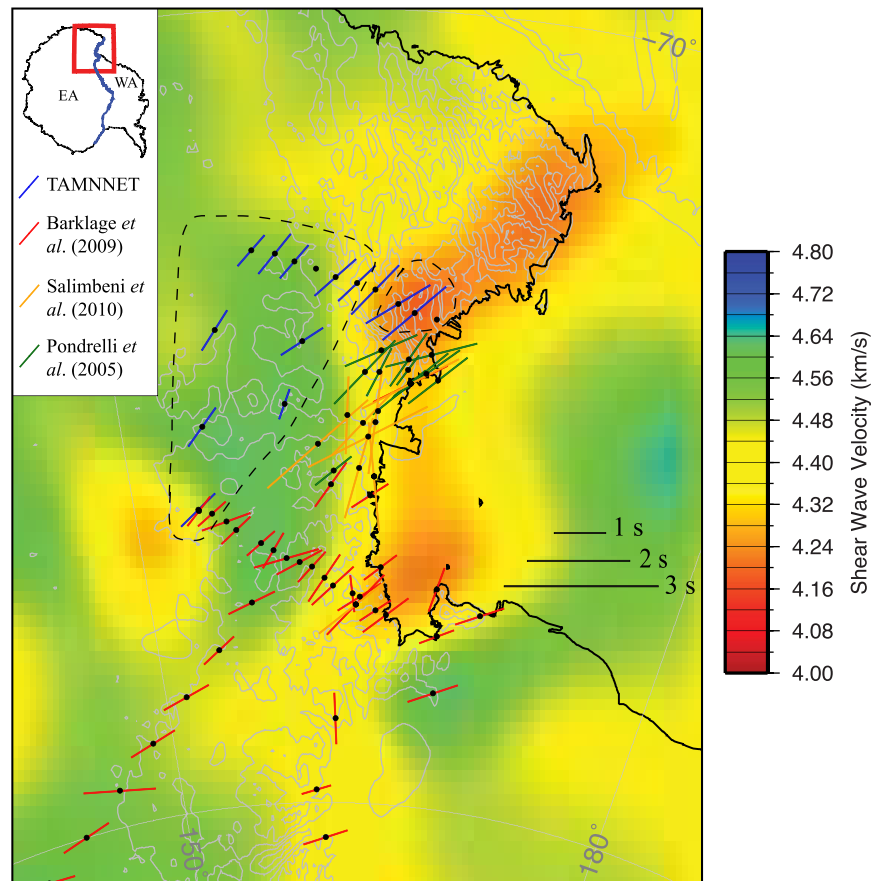 EA
WA
TAMNNET
Barklage et
al. (2009)
Salimbeni et
al. (2010)
Pondrelli et
al. (2005)
−70°
1 s
2 s
3 s
150°
180°
4.80
4.72
4.64
4.56
4.48
4.40
4.32
4.24
4.16
4.08
4.00
Shear Wave Velocity (km/s)